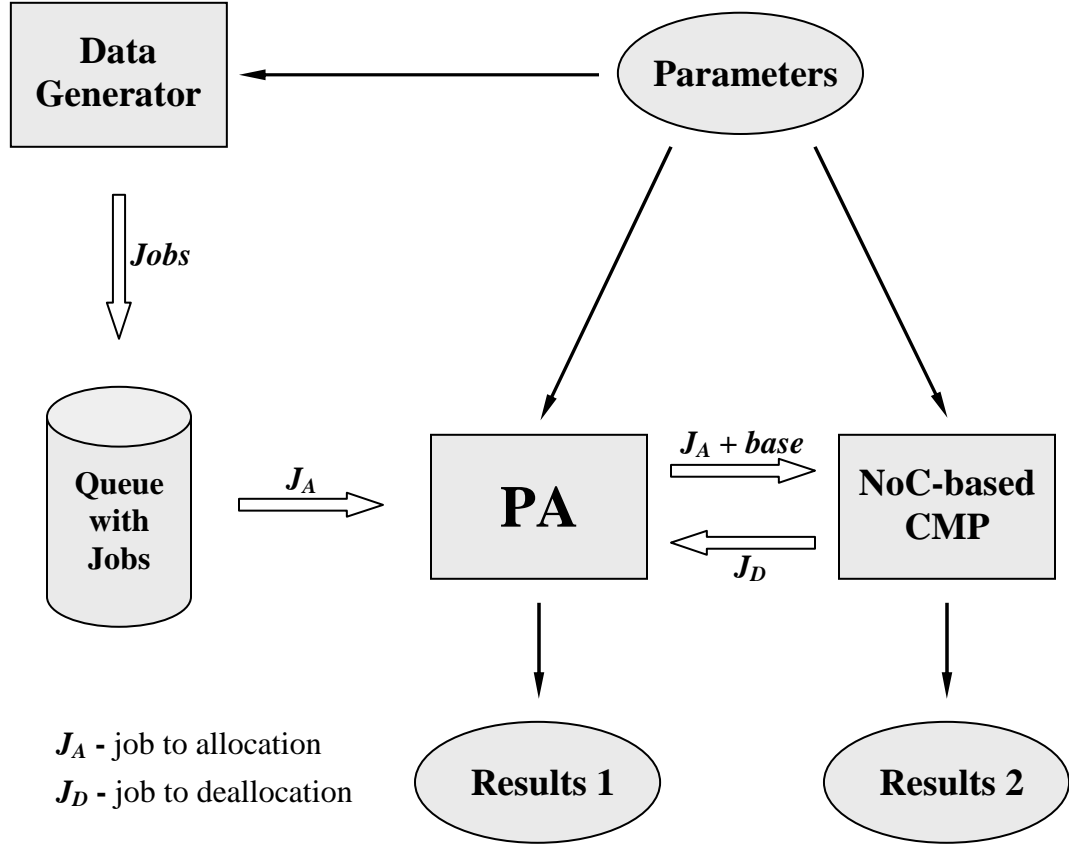 Data
Generator
Parameters
Jobs
Queue
with
Jobs
J_A
PA
J_A + base
J_D
NoC-based
CMP
J_A - job to allocation
J_D - job to deallocation
Results 1
Results 2